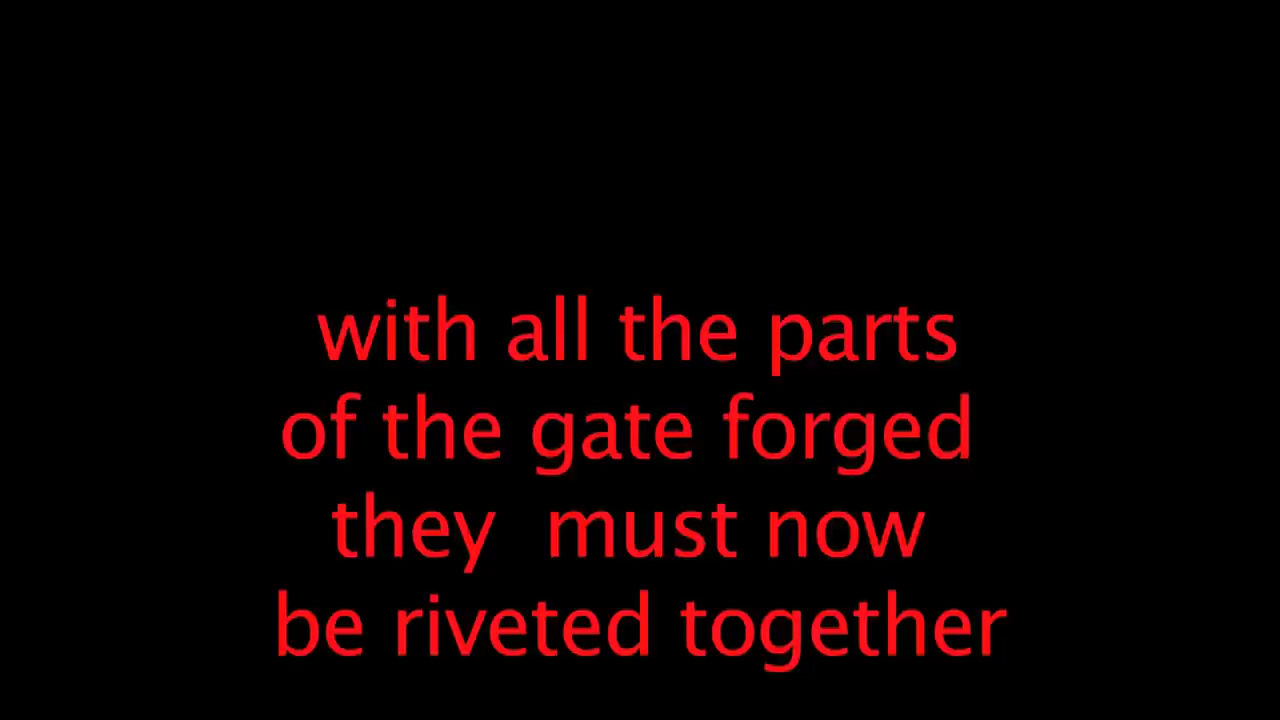 with all the parts
of the gate forged
they  must now
be riveted together